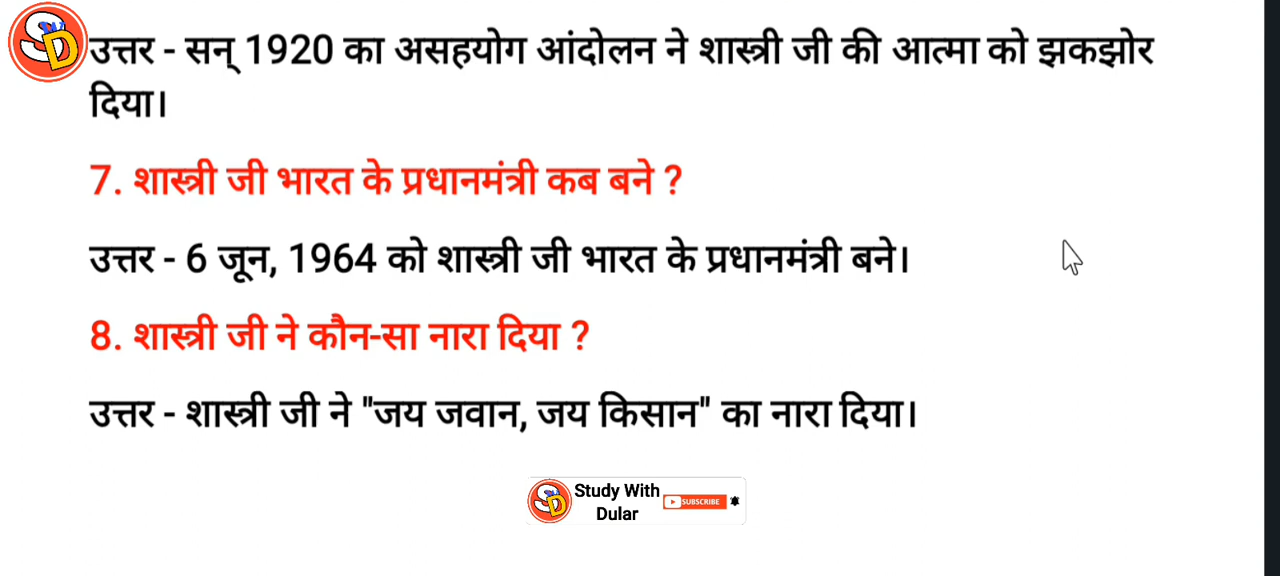 उत्तर - सन् 1920 का असहयोग आंदोलन ने शास्त्री जी की आत्मा को झकझोर
दिया।
7. शास्त्री जी भारत के प्रधानमंत्री कब बने ?
उत्तर - 6 जून, 1964 को शास्त्री जी भारत के प्रधानमंत्री बने।
8. शास्त्री जी ने कौन-सा नारा दिया ?
उत्तर - शास्त्री जी ने "जय जवान, जय किसान" का नारा दिया।
Study With
Dular
SUBSCRIBE